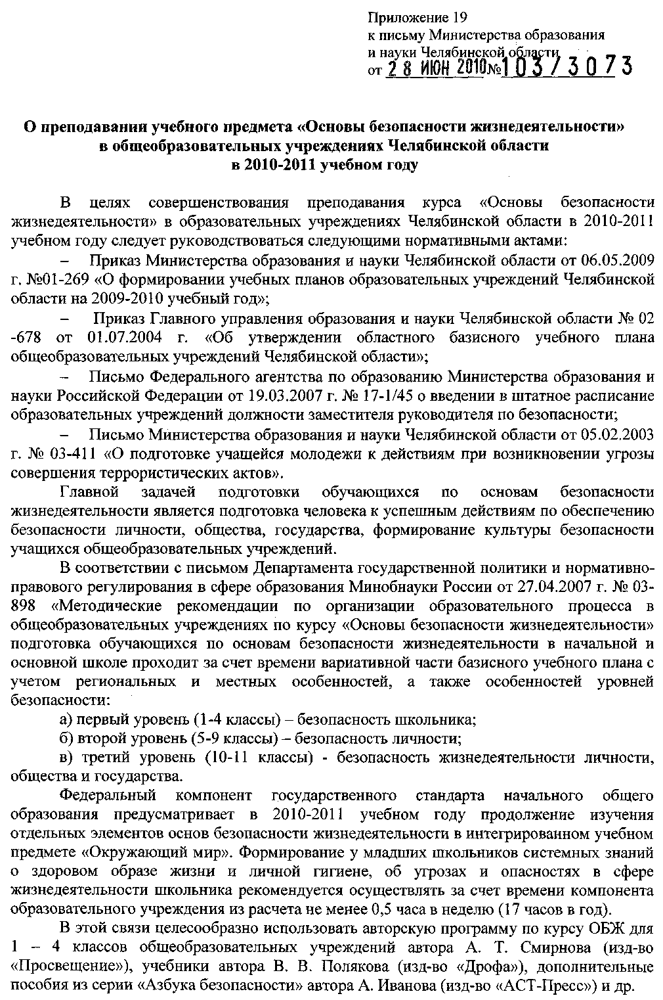 Приложение 19
к письму Министерства образования
и науки Челябинской области
от 28 ИЮН 2010 № 103/3073
О преподавании учебного предмета «Основы безопасности жизнедеятельности»
в общеобразовательных учреждениях Челябинской области
в 2010-2011 учебном году
В целях совершенствования преподавания курса «Основы безопасности
жизнедеятельности» в образовательных учреждениях Челябинской области в 2010-2011
учебном году следует руководствоваться следующими нормативными актами:
– Приказ Министерства образования и науки Челябинской области от 06.05.2009
г. №01-269 «О формировании учебных планов образовательных учреждений Челябинской
области на 2009-2010 учебный год»;
– Приказ Главного управления образования и науки Челябинской области № 02
-678 от 01.07.2004 г. «Об утверждении областного базисного учебного плана
общеобразовательных учреждений Челябинской области»;
– Письмо Федерального агентства по образованию Министерства образования и
науки Российской Федерации от 19.03.2007 г. № 17-1/45 о введении в штатное расписание
образовательных учреждений должности заместителя руководителя по безопасности;
– Письмо Министерства образования и науки Челябинской области от 05.02.2003
г. № 03-411 «О подготовке учащейся молодежи к действиям при возникновении угрозы
совершения террористических актов».
Главной задачей подготовки обучающихся по основам безопасности
жизнедеятельности является подготовка человека к успешным действиям по обеспечению
безопасности личности, общества, государства, формирование культуры безопасности
учащихся общеобразовательных учреждений.
В соответствии с письмом Департамента государственной политики и нормативно-
правового регулирования в сфере образования Минобнауки России от 27.04.2007 г. № 03-
898 «Методические рекомендации по организации образовательного процесса в
общеобразовательных учреждениях по курсу «Основы безопасности жизнедеятельности»
подготовка обучающихся по основам безопасности жизнедеятельности в начальной и
основной школе проходит за счет времени вариативной части базисного учебного плана с
учетом региональных и местных особенностей, а также особенностей уровней
безопасности:
а) первый уровень (1-4 классы) – безопасность школьника;
б) второй уровень (5-9 классы) – безопасность личности;
в) третий уровень (10-11 классы) - безопасность жизнедеятельности личности,
общества и государства.
Федеральный компонент государственного стандарта начального общего
образования предусматривает в 2010-2011 учебном году продолжение изучения
отдельных элементов основ безопасности жизнедеятельности в интегрированном учебном
предмете «Окружающий мир». Формирование у младших школьников системных знаний
о здоровом образе жизни и личной гигиене, об угрозах и опасностях в сфере
жизнедеятельности школьника рекомендуется осуществлять за счет времени компонента
образовательного учреждения из расчета не менее 0,5 часа в неделю (17 часов в год).
В этой связи целесообразно использовать авторскую программу по курсу ОБЖ для
1 – 4 классов общеобразовательных учреждений автора А. Т. Смирнова (изд-во
«Просвещение»), учебники автора В. В. Полякова (изд-во «Дрофа»), дополнительные
пособия из серии «Азбука безопасности» автора А. Иванова (изд-во «АСТ-Пресс») и др.